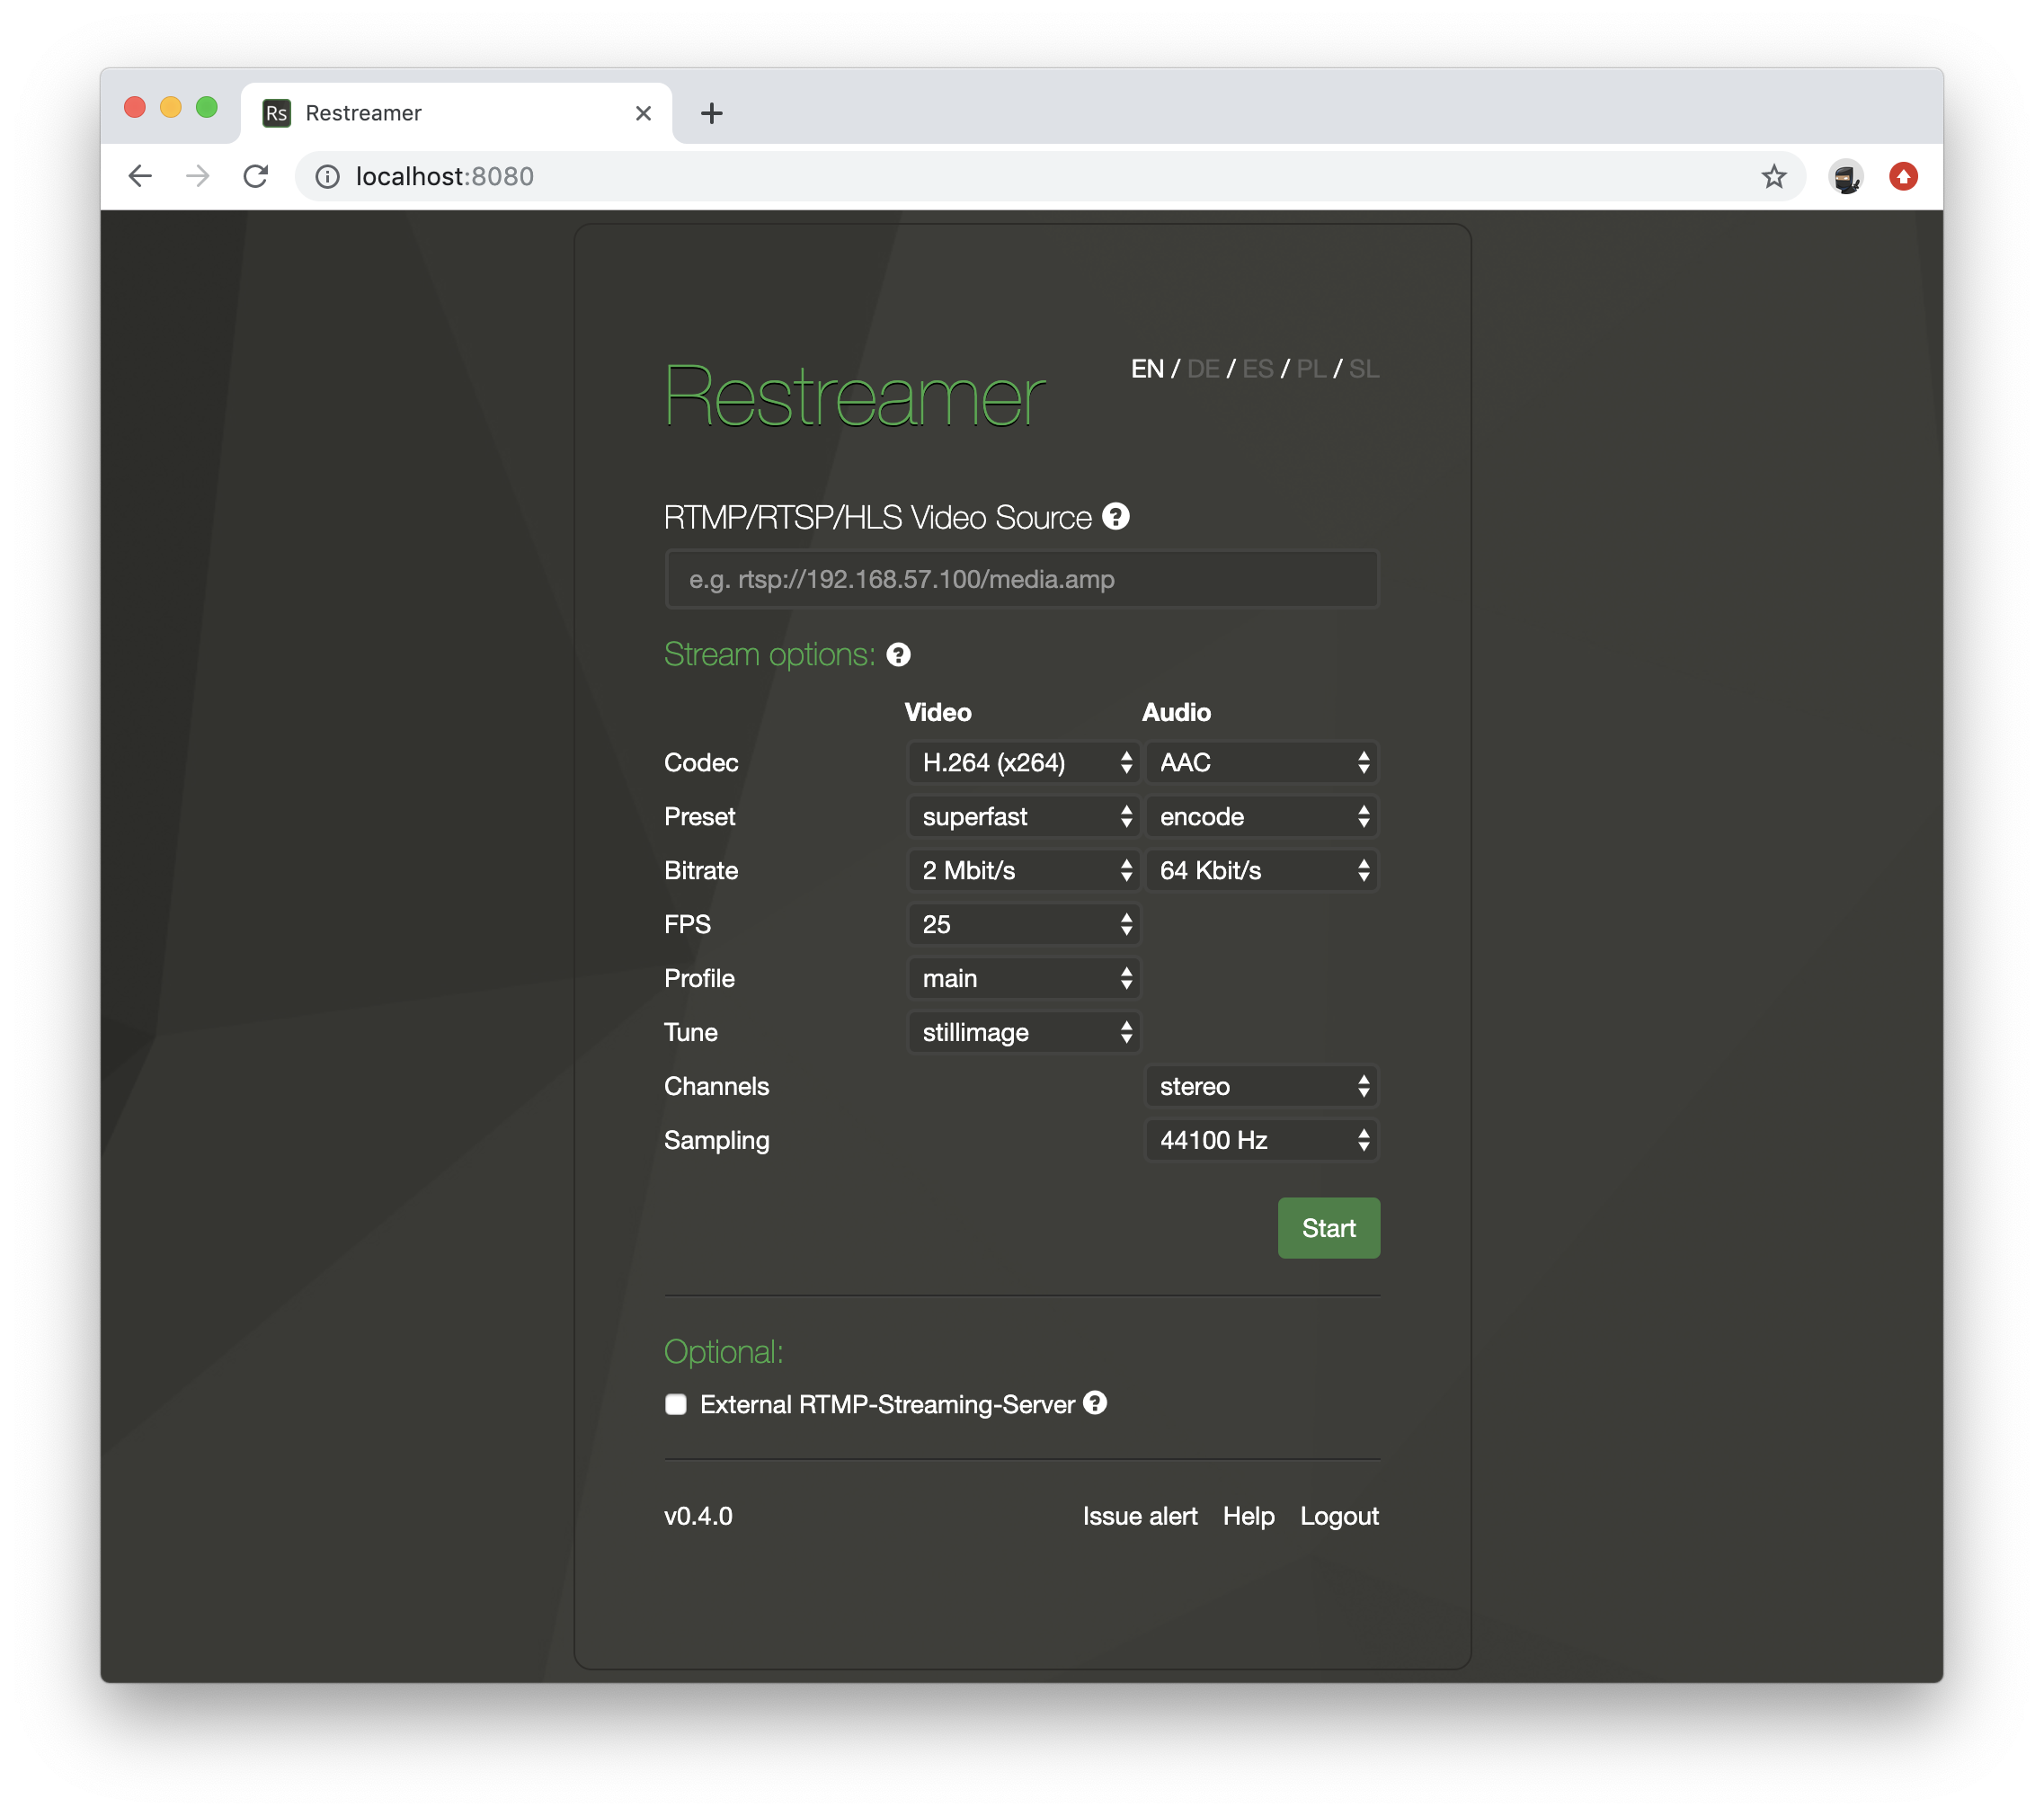 Rs Restreamer
localhost:8080
EN / DE / ES / PL / SL
Restreamer
RTMP/RTSP/HLS Video Source ?
e.g. rtsp://192.168.57.100/media.amp
Stream options: ?
Video Audio
Codec H.264 (x264) AAC
Preset superfast encode
Bitrate 2 Mbit/s 64 Kbit/s
FPS 25
Profile main
Tune stillimage
Channels stereo
Sampling 44100 Hz
Start
Optional:
External RTMP-Streaming-Server ?
v0.4.0 Issue alert Help Logout